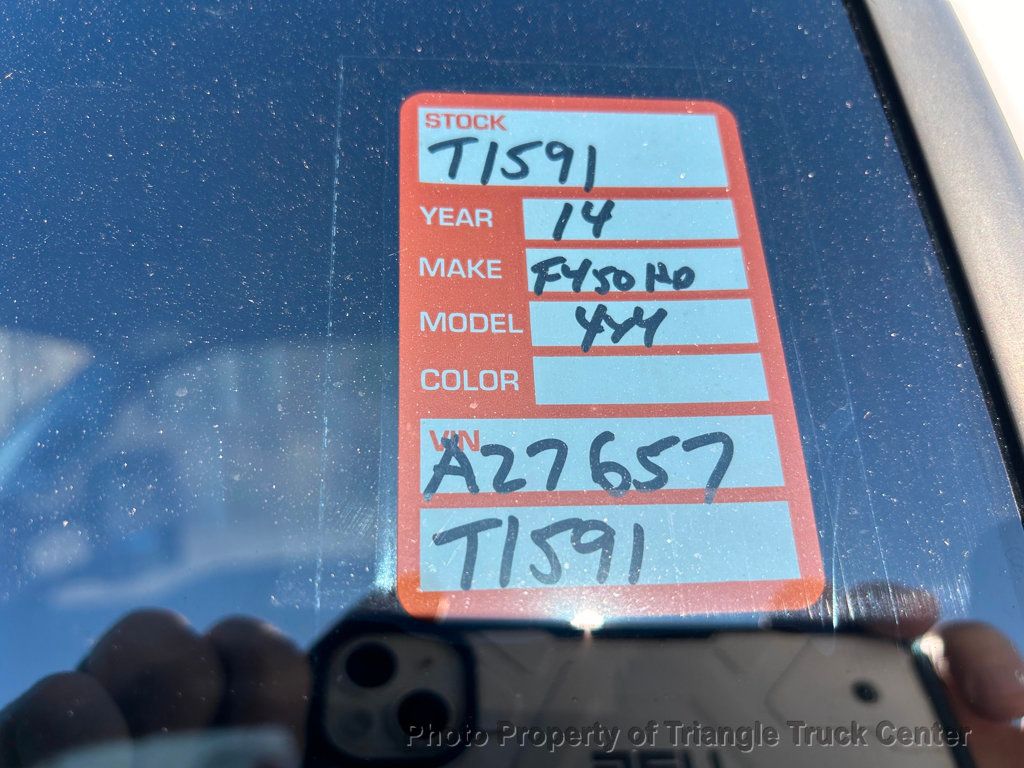 STOCK
T1591
YEAR 14
MAKE F450 HD
MODEL 4x4
COLOR
VIN
A27657
T1591
Photo Property of Triangle Truck Center